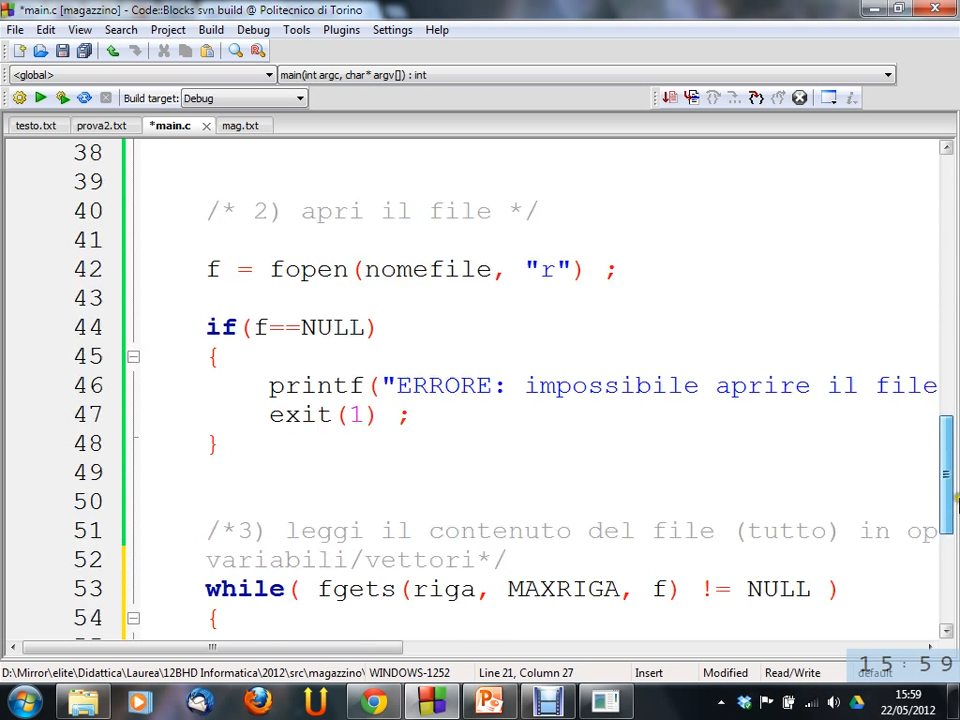 *main.c [magazzino] - Code::Blocks svn build @ Politecnico di Torino
File Edit View Search Project Build Debug Tools Plugins Settings Help
<global> main(int argc, char* argv[]) : int
Build target: Debug
testo.txt prova2.txt *main.c mag.txt
38
39
40 /* 2) apri il file */
41
42 f = fopen(nomefile, "r") ;
43
44 if(f==NULL)
45 {
46 printf("ERRORE: impossibile aprire il file
47 exit(1) ;
48 }
49
50
51 /*3) leggi il contenuto del file (tutto) in op
52 variabili/vettori*/
53 while( fgets(riga, MAXRIGA, f) != NULL )
54 {
D:\Mirror\elite\Didattica\Laurea\12BHD Informatica\2012\src\magazzino\ WINDOWS-1252 Line 21, Column 27 Insert Modified Read/Write default
15:59
15:59
22/05/2012